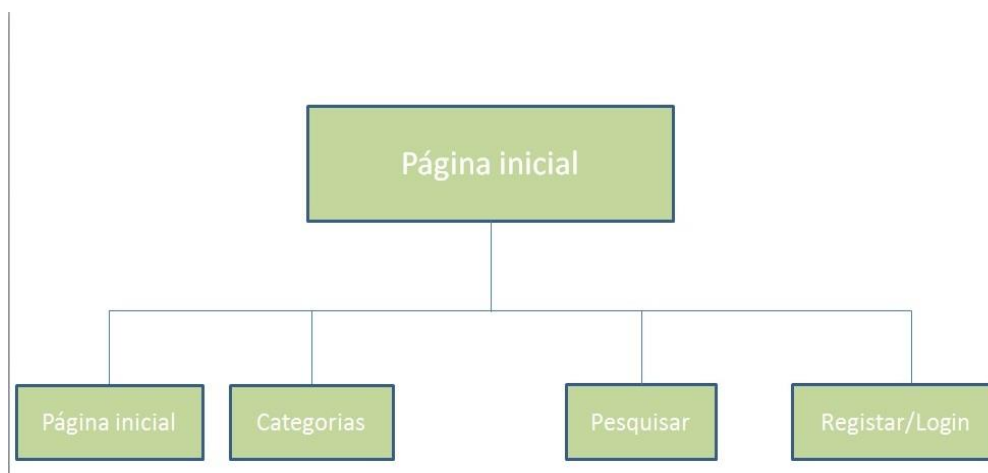 Página inicial
Página inicial
Categorias
Pesquisar
Registar/Login